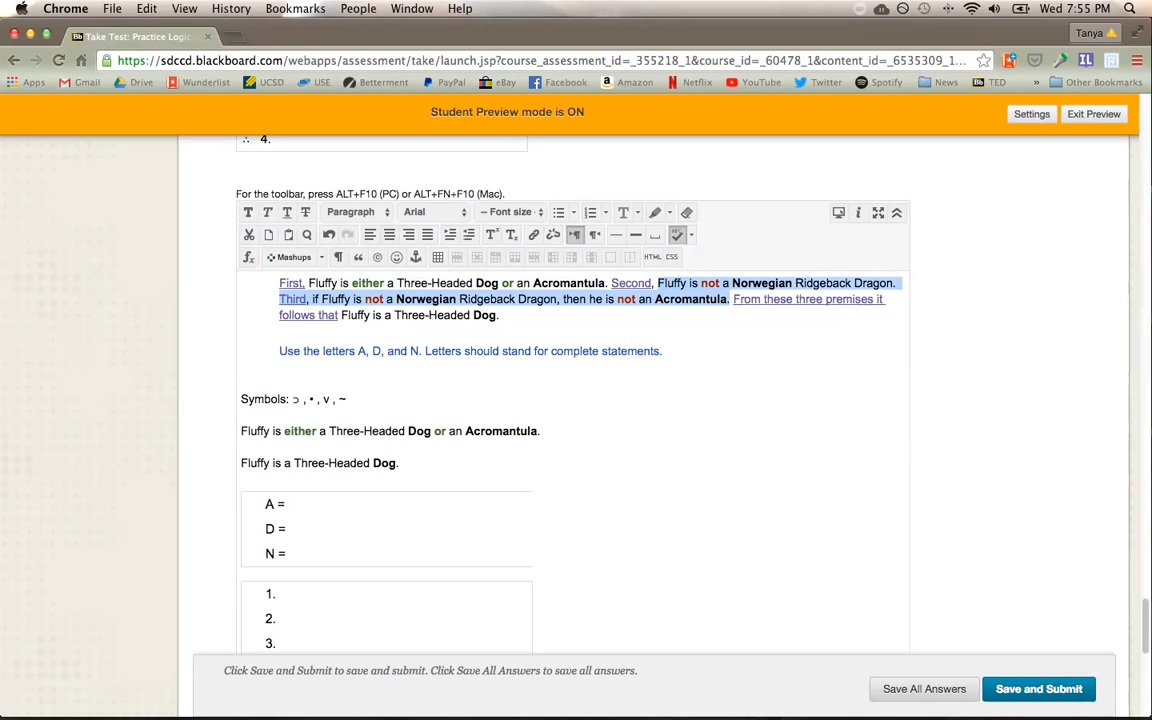 Chrome File Edit View History Bookmarks People Window Help Wed 7:55 PM
Bb Take Test: Practice Logic × Tanya
https://sdccd.blackboard.com/webapps/assessment/take/launch.jsp?course_assessment_id=_355218_1&course_id=_60478_1&content_id=_6535309_1...
Apps Gmail Drive Wunderlist UCSD USE Betterment PayPal eBay Facebook Amazon Netflix YouTube Twitter Spotify News TED » Other Bookmarks
Student Preview mode is ON Settings Exit Preview
∴ 4.
For the toolbar, press ALT+F10 (PC) or ALT+FN+F10 (Mac).
T T T T Paragraph Arial -- Font size T
ABC
Mashups HTML CSS
First, Fluffy is either a Three-Headed Dog or an Acromantula. Second, Fluffy is not a Norwegian Ridgeback Dragon.
Third, if Fluffy is not a Norwegian Ridgeback Dragon, then he is not an Acromantula. From these three premises it
follows that Fluffy is a Three-Headed Dog.
Use the letters A, D, and N. Letters should stand for complete statements.
Symbols: ⊃ , • , v , ~
Fluffy is either a Three-Headed Dog or an Acromantula.
Fluffy is a Three-Headed Dog.
A =
D =
N =
1.
2.
3.
Click Save and Submit to save and submit. Click Save All Answers to save all answers.
Save All Answers Save and Submit